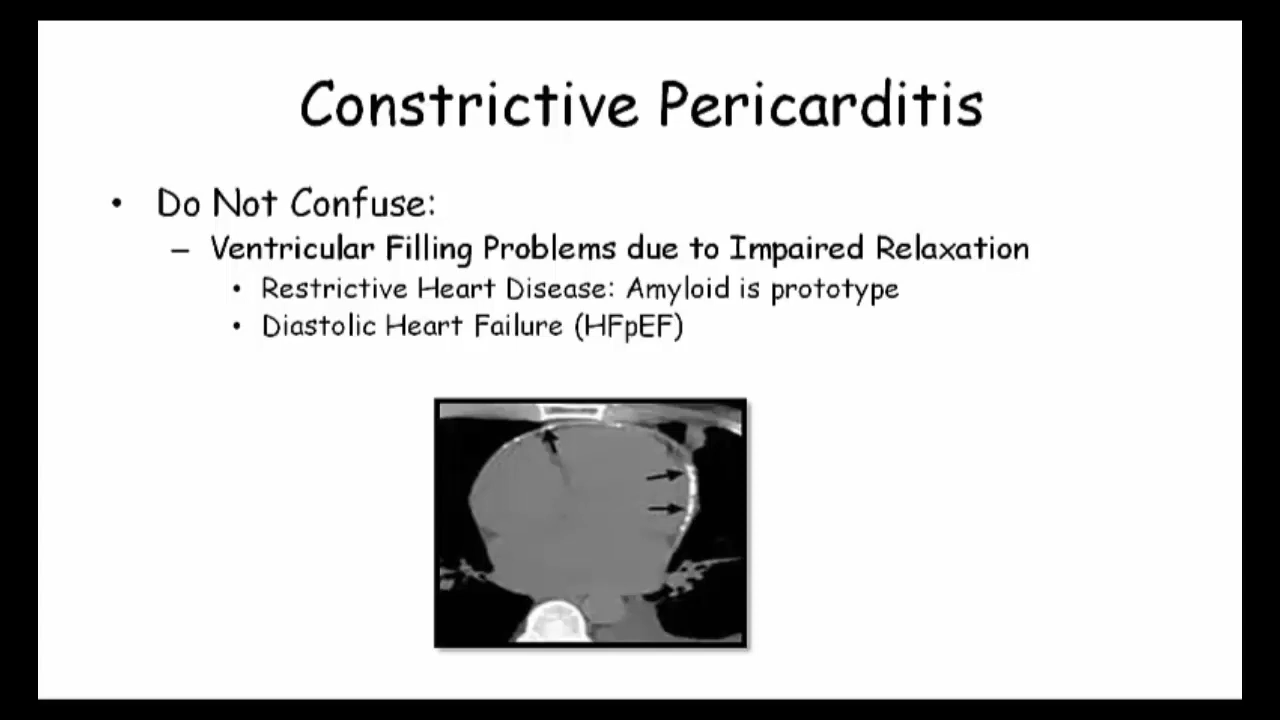 Constrictive Pericarditis
• Do Not Confuse:
– Ventricular Filling Problems due to Impaired Relaxation
• Restrictive Heart Disease: Amyloid is prototype
• Diastolic Heart Failure (HFpEF)